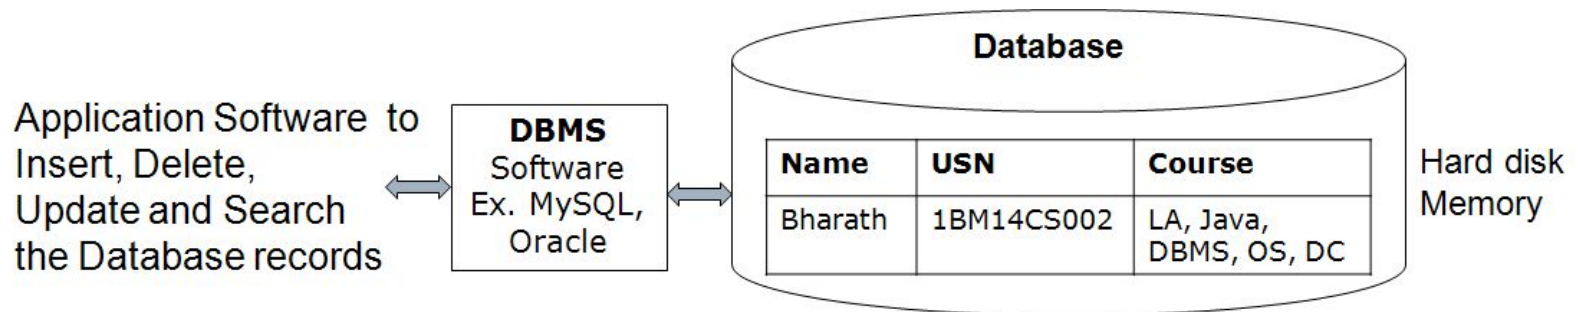 Application Software to
Insert, Delete,
Update and Search
the Database records
DBMS
Software
Ex. MySQL,
Oracle
Database
Name USN Course
Bharath 1BM14CS002 LA, Java,
DBMS, OS, DC
Hard disk
Memory